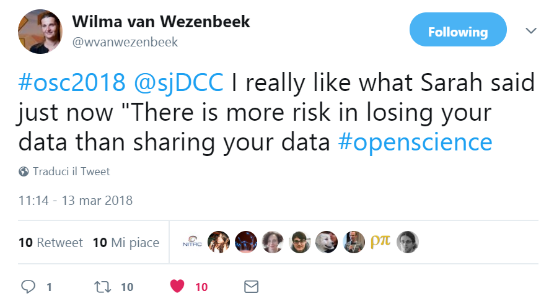 Wilma van Wezenbeek
@wvanwezenbeek
Following
#osc2018 @sjDCC I really like what Sarah said
just now "There is more risk in losing your
data than sharing your data #openscience
Traduci il Tweet
11:14 - 13 mar 2018
10 Retweet 10 Mi piace
ρπ
1 10 10